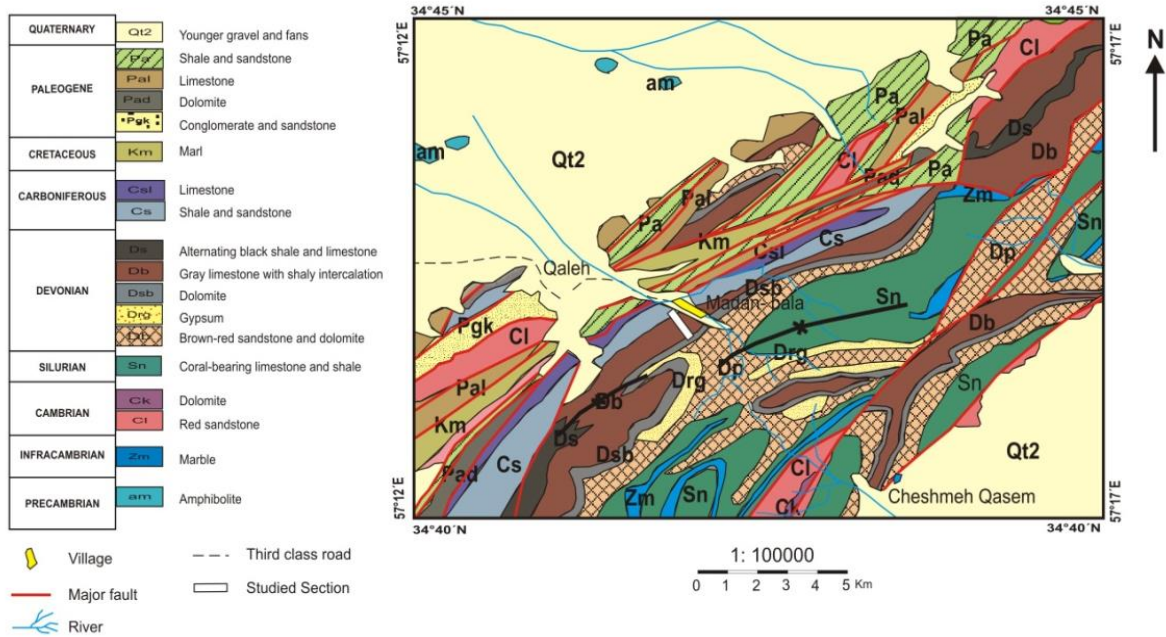 QUATERNARY
Qt2 Younger gravel and fans
PALEOGENE
Pa Shale and sandstone
Pal Limestone
Pad Dolomite
Pgk Conglomerate and sandstone
CRETACEOUS
Km Marl
CARBONIFEROUS
Csl Limestone
Cs Shale and sandstone
DEVONIAN
Ds Alternating black shale and limestone
Db Gray limestone with shaly intercalation
Dsb Dolomite
Drg Gypsum
Brown-red sandstone and dolomite
SILURIAN
Sn Coral-bearing limestone and shale
CAMBRIAN
Ck Dolomite
Cl Red sandstone
INFRACAMBRIAN
Zm Marble
PRECAMBRIAN
am Amphibolite
Village
Major fault
River
Third class road
Studied Section
34°45´N
34°45´N
57°12´E
57°17´E
N
Pa
Cl
am
Pa
Pal
Ds
am
Qt2
Cl
Db
Pad
Pa
Pal
Zm
Pa
Sn
Km
Cs
Csl
Dp
Qaleh
Dsb
Madan-bala
Sn
Pgk
Cl
Db
Drg
Dp
Pal
Drg
Sn
Db
Km
Ds
Dsb
Qt2
Pad
Cs
Cl
Zm
Sn
Ck
Cheshmeh Qasem
57°12´E
57°17´E
34°40´N
34°40´N
1: 100000
0 1 2 3 4 5 Km